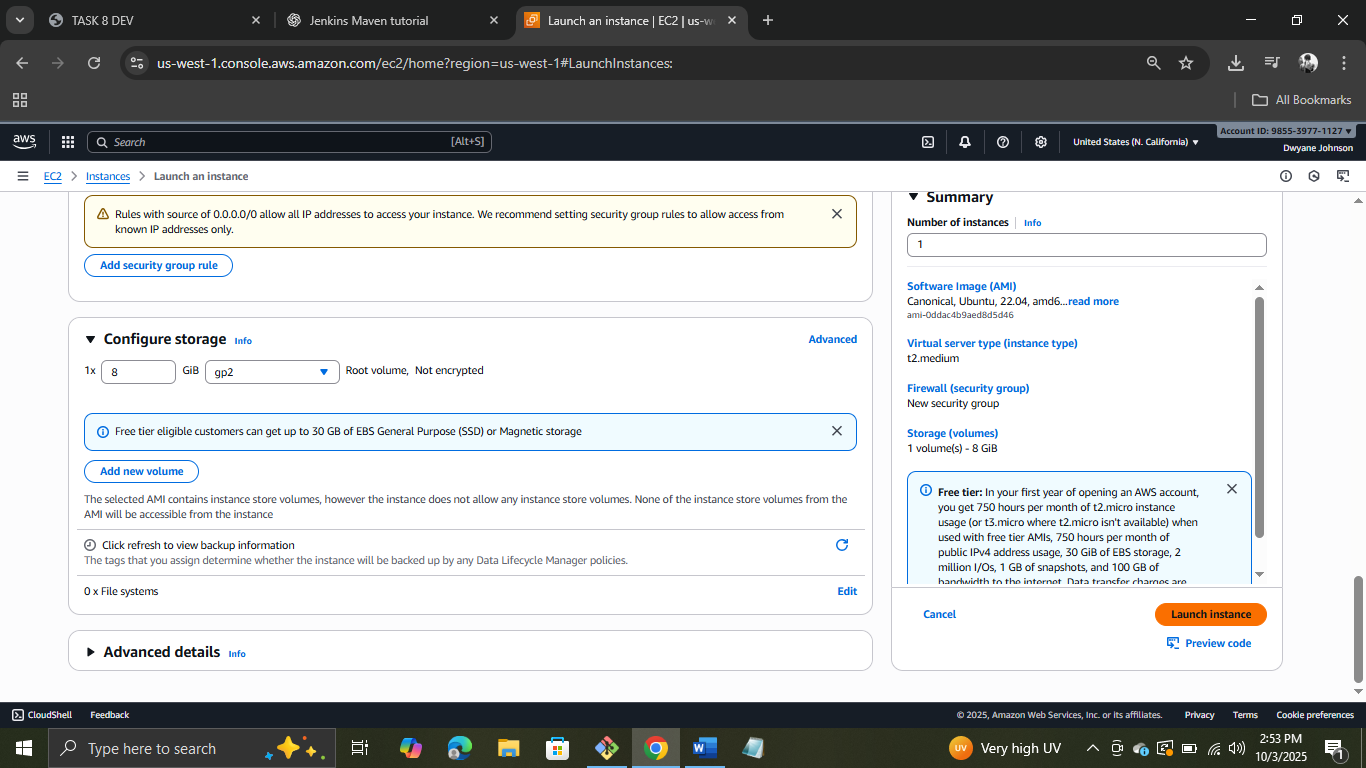 TASK 8 DEV
Jenkins Maven tutorial
Launch an instance | EC2 | us-w
us-west-1.console.aws.amazon.com/ec2/home?region=us-west-1#LaunchInstances:
All Bookmarks
aws
Search
[Alt+S]
United States (N. California)
Account ID: 9855-3977-1127
Dwyane Johnson
EC2
Instances
Launch an instance
Rules with source of 0.0.0.0/0 allow all IP addresses to access your instance. We recommend setting security group rules to allow access from
known IP addresses only.
Add security group rule
Configure storage Info
Advanced
1x 8 GiB gp2 Root volume, Not encrypted
Free tier eligible customers can get up to 30 GB of EBS General Purpose (SSD) or Magnetic storage
Add new volume
The selected AMI contains instance store volumes, however the instance does not allow any instance store volumes. None of the instance store volumes from the
AMI will be accessible from the instance
Click refresh to view backup information
The tags that you assign determine whether the instance will be backed up by any Data Lifecycle Manager policies.
0 x File systems
Edit
Advanced details Info
Summary
Number of instances Info
1
Software Image (AMI)
Canonical, Ubuntu, 22.04, amd6...read more
ami-0ddac4b9aed8d5d46
Virtual server type (instance type)
t2.medium
Firewall (security group)
New security group
Storage (volumes)
1 volume(s) - 8 GiB
Free tier: In your first year of opening an AWS account,
you get 750 hours per month of t2.micro instance
usage (or t3.micro where t2.micro isn't available) when
used with free tier AMIs, 750 hours per month of
public IPv4 address usage, 30 GiB of EBS storage, 2
million I/Os, 1 GB of snapshots, and 100 GB of
bandwidth to the internet. Data transfer charges are
Cancel
Launch instance
Preview code
CloudShell
Feedback
© 2025, Amazon Web Services, Inc. or its affiliates.
Privacy
Terms
Cookie preferences
Type here to search
UV
Very high UV
2:53 PM
10/3/2025
1